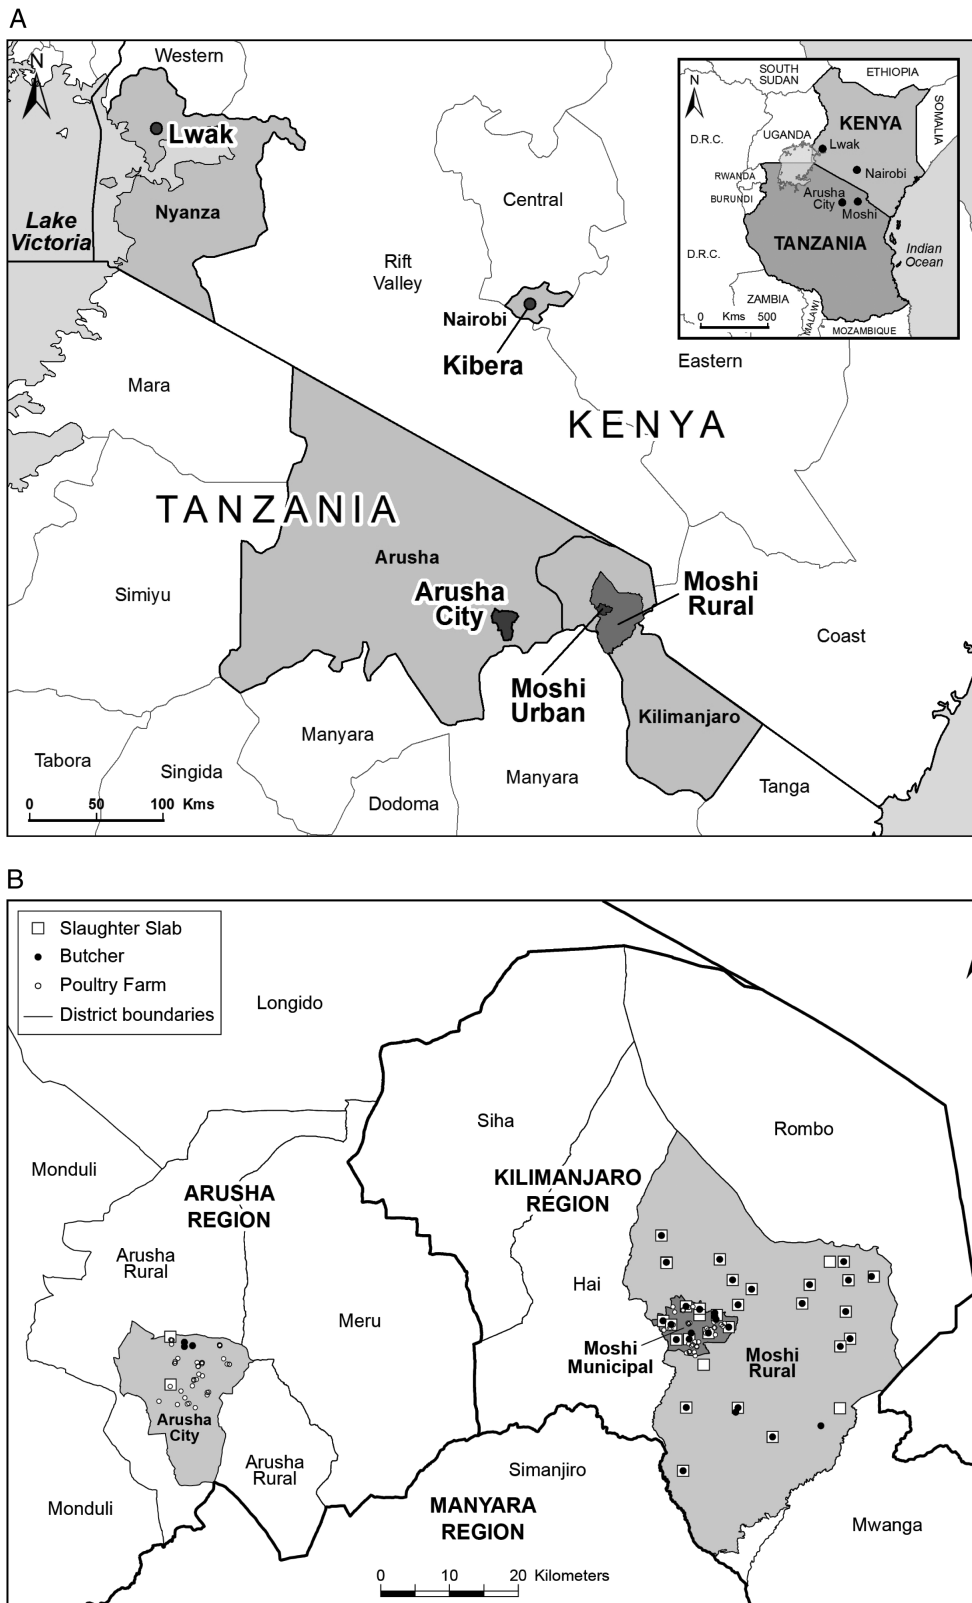 A
Western
N
Lwak
Nyanza
Lake
Victoria
Central
Rift
Valley
Nairobi
Kibera
Eastern
KENYA
Mara
TANZANIA
Arusha
Simiyu
Arusha
City
Moshi
Rural
Moshi
Urban
Coast
Kilimanjaro
Manyara
Tabora
Singida
Manyara
Tanga
Dodoma
0 50 100 Kms
N
SOUTH
SUDAN
ETHIOPIA
SOMALIA
KENYA
D.R.C.
UGANDA
Lwak
Nairobi
RWANDA
BURUNDI
Arusha
City
Moshi
TANZANIA
Indian
Ocean
D.R.C.
ZAMBIA
MALAWI
MOZAMBIQUE
0 Kms 500
B
Slaughter Slab
Butcher
Poultry Farm
District boundaries
Longido
Siha
Rombo
Monduli
ARUSHA
REGION
KILIMANJARO
REGION
Arusha
Rural
Hai
Meru
Moshi
Municipal
Moshi
Rural
Arusha
City
Arusha
Rural
Simanjiro
Monduli
MANYARA
REGION
Mwanga
0 10 20 Kilometers